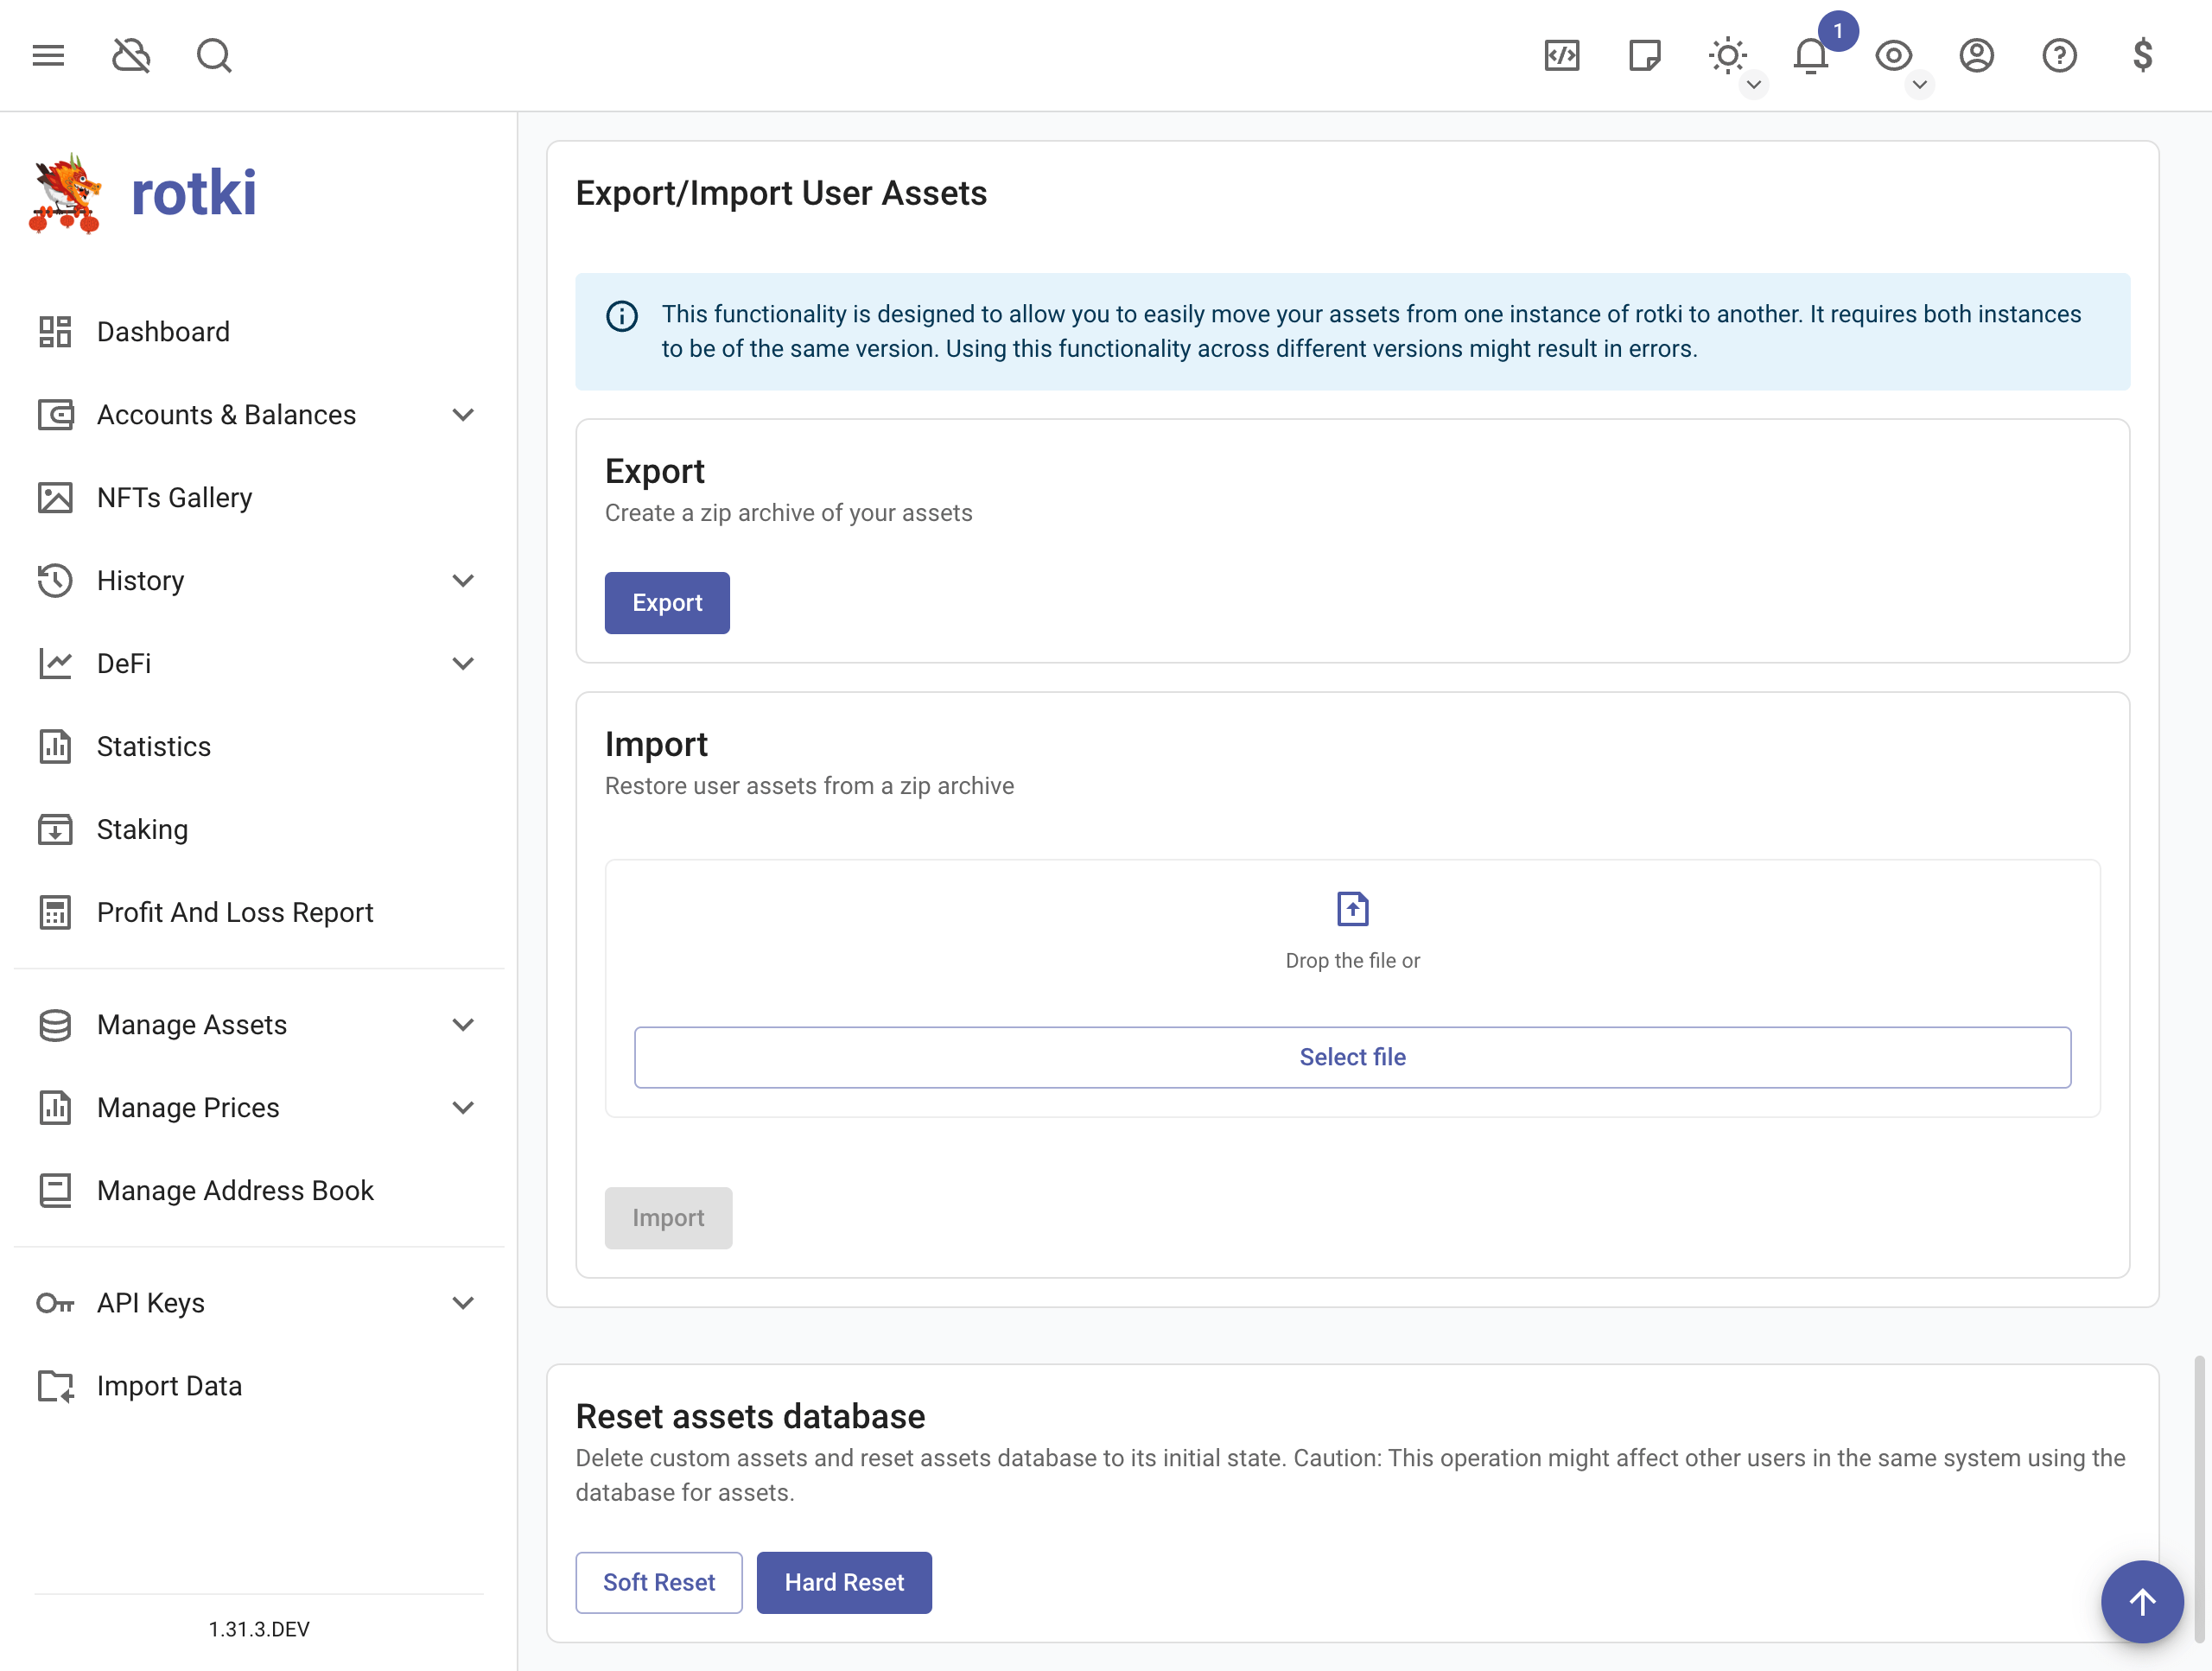 1
rotki
Dashboard
Accounts & Balances
NFTs Gallery
History
DeFi
Statistics
Staking
Profit And Loss Report
Manage Assets
Manage Prices
Manage Address Book
API Keys
Import Data
1.31.3.DEV
Export/Import User Assets
This functionality is designed to allow you to easily move your assets from one instance of rotki to another. It requires both instances
to be of the same version. Using this functionality across different versions might result in errors.
Export
Create a zip archive of your assets
Export
Import
Restore user assets from a zip archive
Drop the file or
Select file
Import
Reset assets database
Delete custom assets and reset assets database to its initial state. Caution: This operation might affect other users in the same system using the
database for assets.
Soft Reset
Hard Reset